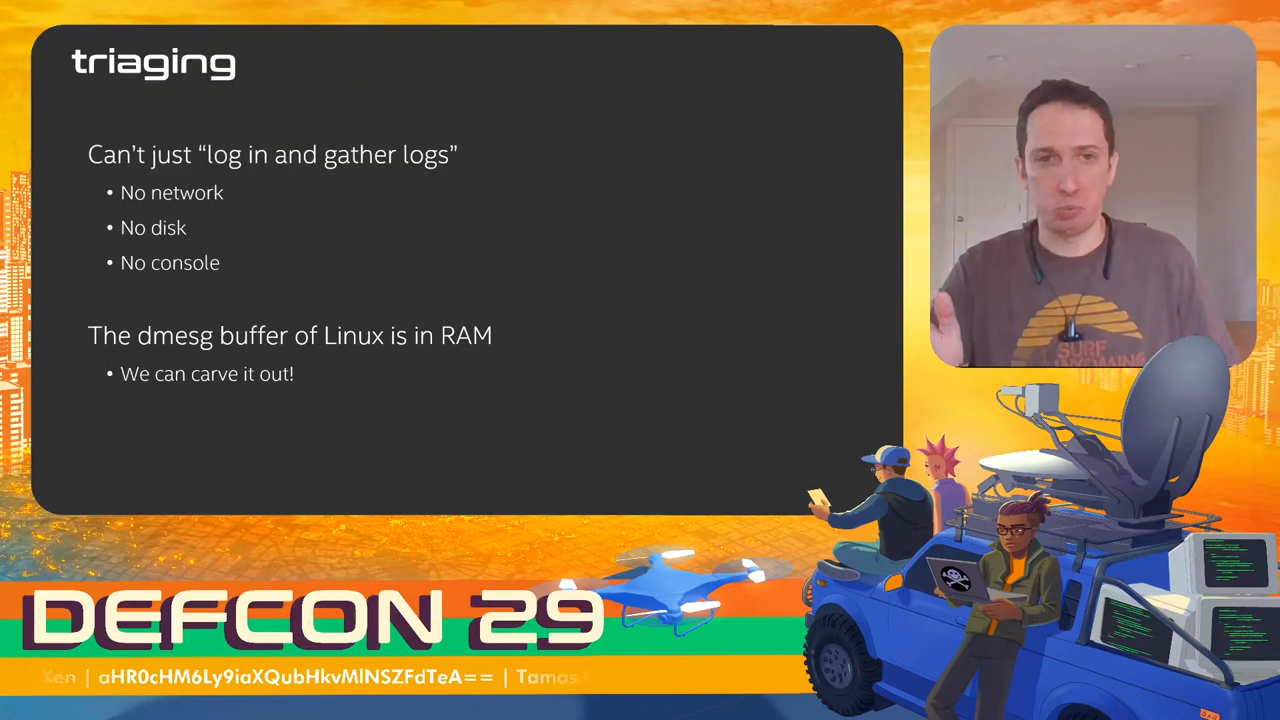 triaging
Can't just “log in and gather logs”
• No network
• No disk
• No console
The dmesg buffer of Linux is in RAM
• We can carve it out!
SURF
DEFCON 29
Ken | aHR0cHM6Ly9iaXQubHkvMlNSZFdTeA== | Tamas